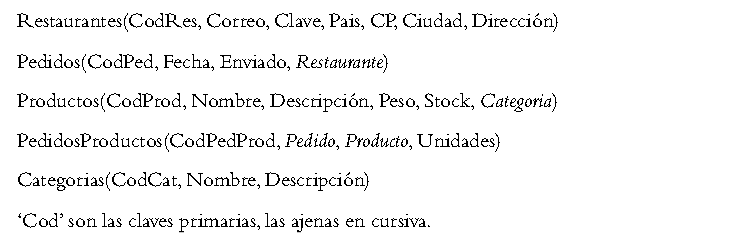 Restaurantes(CodRes, Correo, Clave, Pais, CP, Ciudad, Dirección)
Pedidos(CodPed, Fecha, Enviado, Restaurante)
Productos(CodProd, Nombre, Descripción, Peso, Stock, Categoria)
PedidosProductos(CodPedProd, Pedido, Producto, Unidades)
Categorias(CodCat, Nombre, Descripción)
‘Cod’ son las claves primarias, las ajenas en cursiva.